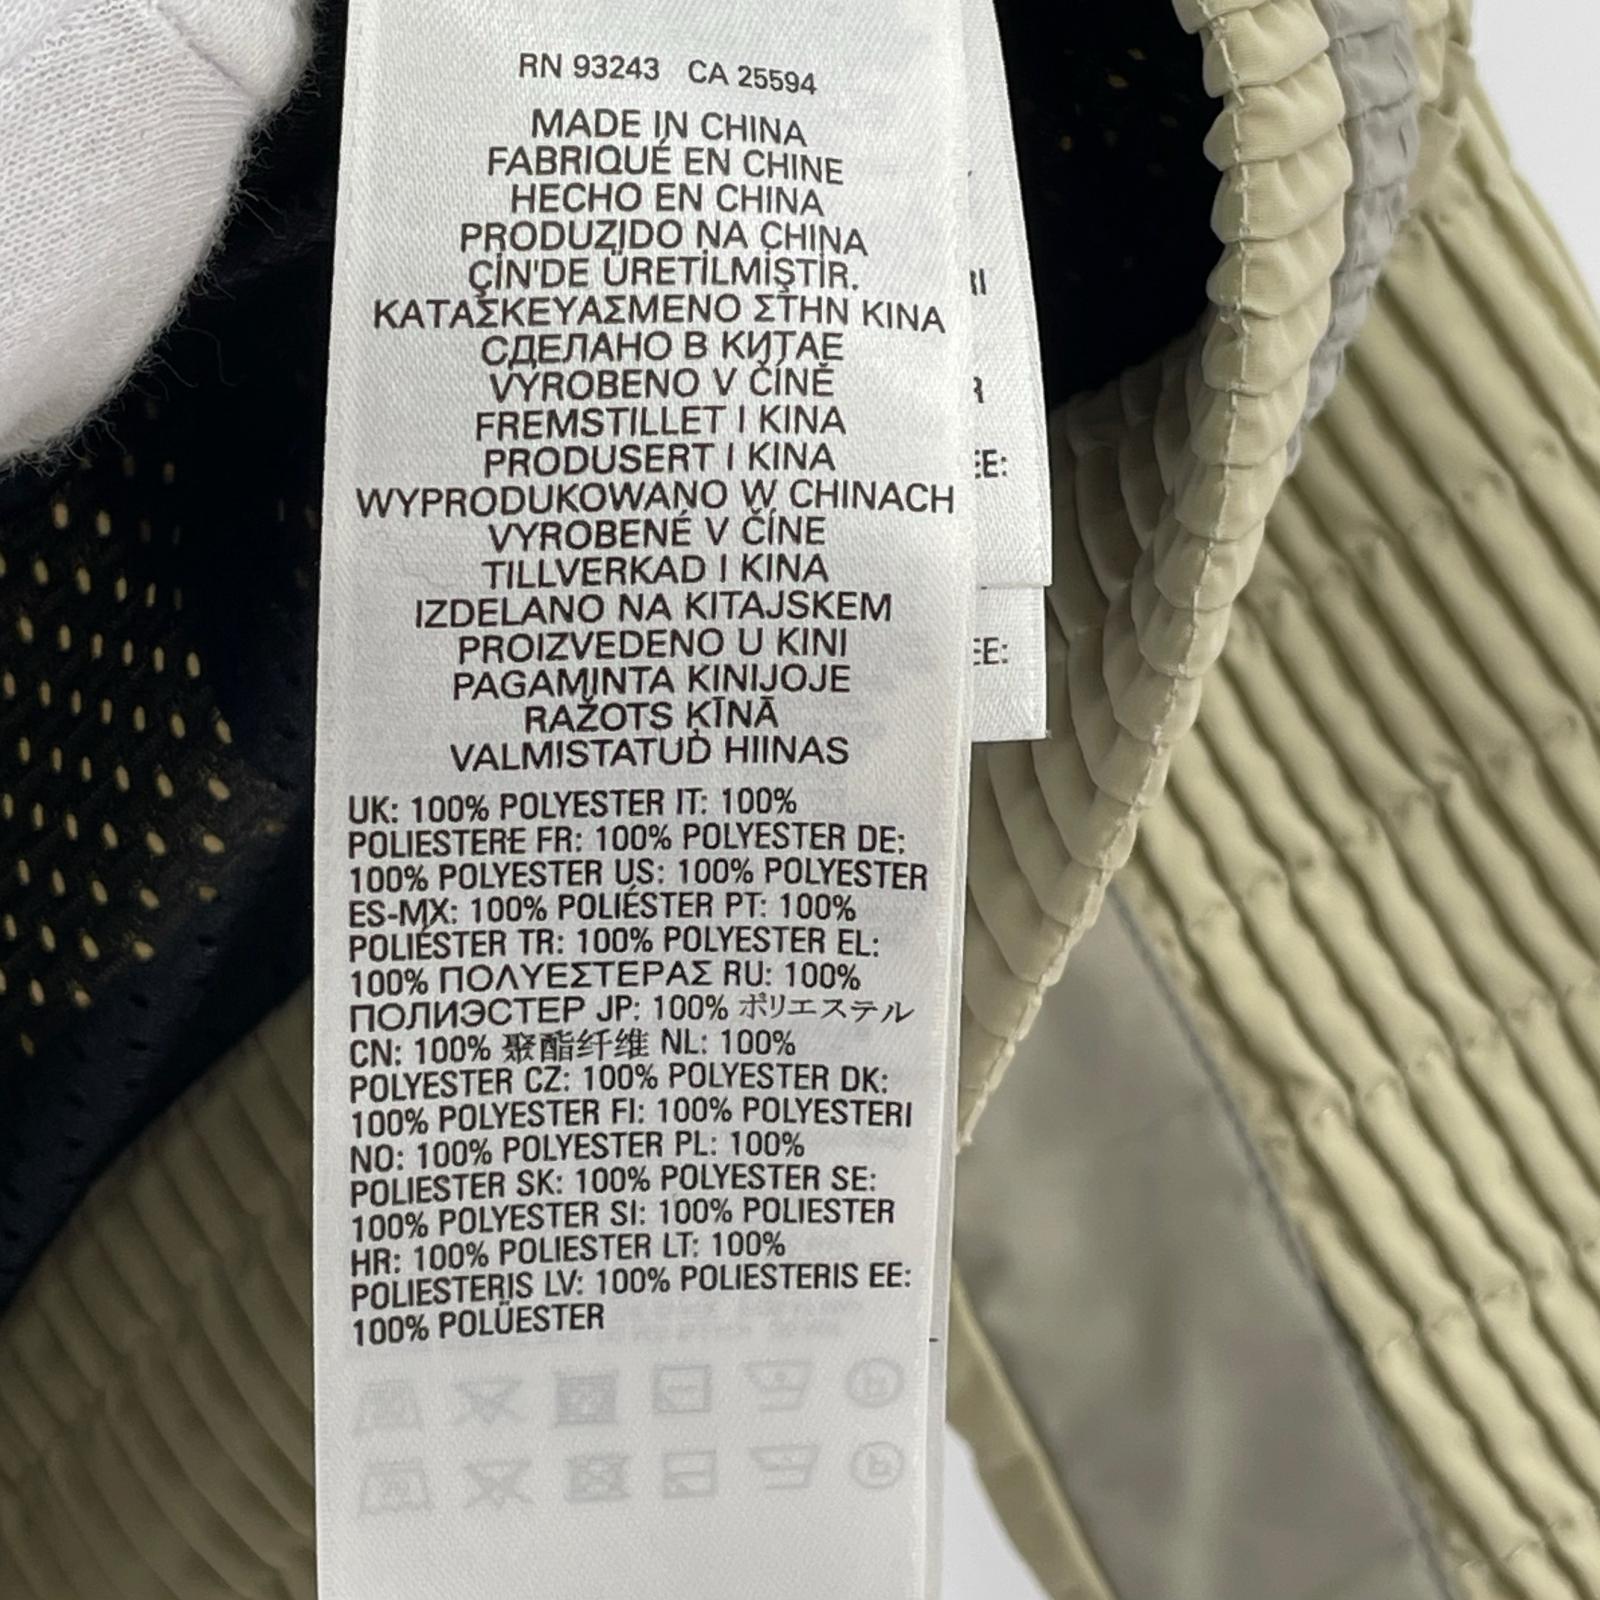 RN 93243 CA 25594
MADE IN CHINA
FABRIQUÉ EN CHINE
HECHO EN CHINA
PRODUZIDO NA CHINA
ÇİN'DE ÜRETİLMİŞTİR.
ΚΑΤΑΣΚΕΥΑΣΜΕΝΟ ΣΤΗΝ ΚΙΝΑ
СДЕЛАНО В КИТАЕ
VYROBENO V ČÍNĚ
FREMSTILLET I KINA
PRODUSERT I KINA
WYPRODUKOWANO W CHINACH
VYROBENÉ V ČÍNE
TILLVERKAD I KINA
IZDELANO NA KITAJSKEM
PROIZVEDENO U KINI
PAGAMINTA KINIJOJE
RAŽOTS ĶĪNĀ
VALMISTATUD HIINAS
UK: 100% POLYESTER IT: 100%
POLIESTERE FR: 100% POLYESTER DE:
100% POLYESTER US: 100% POLYESTER
ES-MX: 100% POLIÉSTER PT: 100%
POLIÉSTER TR: 100% POLYESTER EL:
100% ΠΟΛΥΕΣΤΕΡΑΣ RU: 100%
ПОЛИЭСТЕР JP: 100% ポリエステル
CN: 100% 聚酯纤维 NL: 100%
POLYESTER CZ: 100% POLYESTER DK:
100% POLYESTER FI: 100% POLYESTERI
NO: 100% POLYESTER PL: 100%
POLIESTER SK: 100% POLYESTER SE:
100% POLYESTER SI: 100% POLIESTER
HR: 100% POLIESTER LT: 100%
POLIESTERIS LV: 100% POLIESTERIS EE:
100% POLÜESTER
EE:
EE: